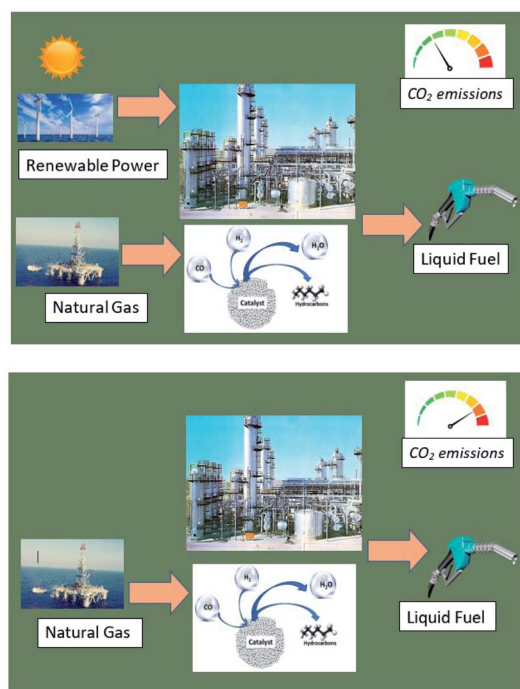 CO₂ emissions
Renewable Power
H₂
H₂O
CO
Catalyst
Hydrocarbons
Natural Gas
Liquid Fuel
CO₂ emissions
H₂
H₂O
CO
Catalyst
Hydrocarbons
Natural Gas
Liquid Fuel